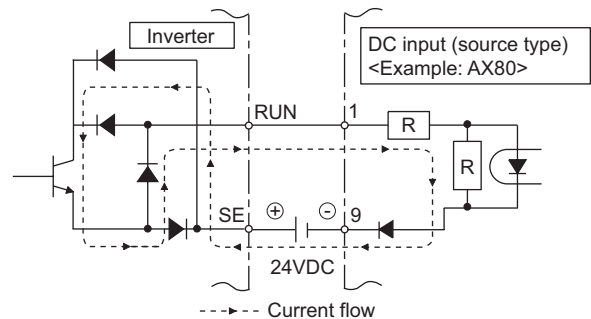 Inverter
DC input (source type)
<Example: AX80>
RUN
1
R
R
SE
⊕
⊖
9
24VDC
Current flow